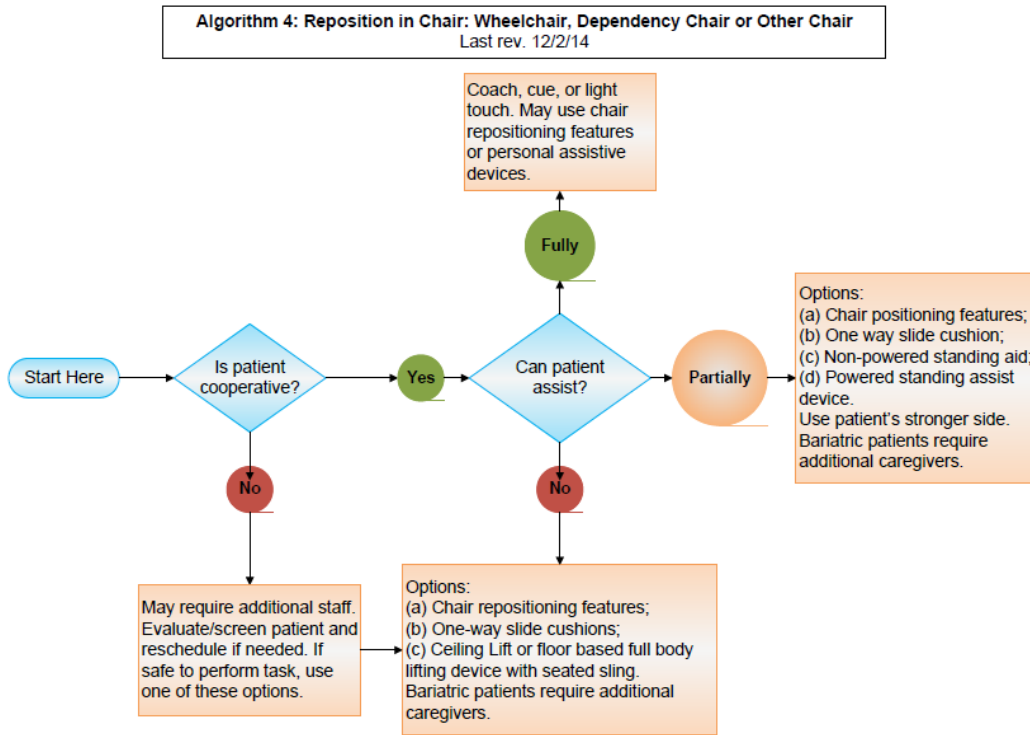 Algorithm 4: Reposition in Chair: Wheelchair, Dependency Chair or Other Chair
Last rev. 12/2/14
Coach, cue, or light
touch. May use chair
repositioning features
or personal assistive
devices.
Fully
Start Here
Is patient
cooperative?
Yes
Can patient
assist?
Partially
Options:
(a) Chair positioning features;
(b) One way slide cushion;
(c) Non-powered standing aid;
(d) Powered standing assist
device.
Use patient's stronger side.
Bariatric patients require
additional caregivers.
No
No
May require additional staff.
Evaluate/screen patient and
reschedule if needed. If
safe to perform task, use
one of these options.
Options:
(a) Chair repositioning features;
(b) One-way slide cushions;
(c) Ceiling Lift or floor based full body
lifting device with seated sling.
Bariatric patients require additional
caregivers.